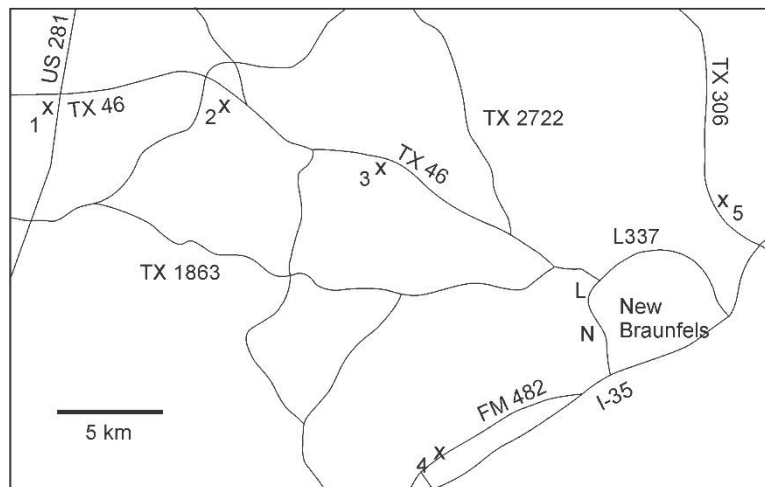 US 281
TX 46
X
1
2 X
TX 2722
TX 306
3 X
TX 46
X 5
TX 1863
L337
L
N
New
Braunfels
I-35
FM 482
X
4
5 km